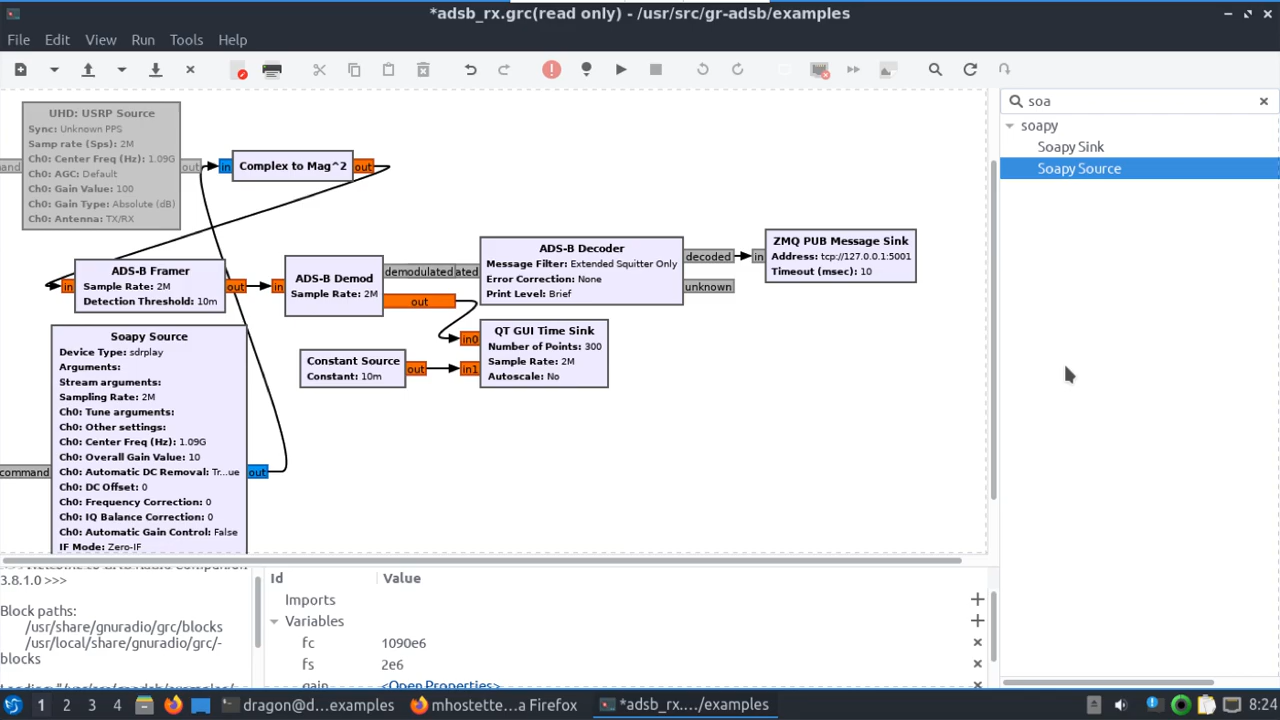 *adsb_rx.grc(read only) - /usr/src/gr-adsb/examples
File Edit View Run Tools Help
UHD: USRP Source
Sync: Unknown PPS
Samp rate (Sps): 2M
Ch0: Center Freq (Hz): 1.09G
Ch0: AGC: Default
Ch0: Gain Value: 100
Ch0: Gain Type: Absolute (dB)
Ch0: Antenna: TX/RX
out
in Complex to Mag^2 out
in
ADS-B Framer
Sample Rate: 2M
Detection Threshold: 10m
out
in
ADS-B Demod
Sample Rate: 2M
demodulated
out
ADS-B Decoder
Message Filter: Extended Squitter Only
Error Correction: None
Print Level: Brief
decoded
unknown
in
ZMQ PUB Message Sink
Address: tcp://127.0.0.1:5001
Timeout (msec): 10
command
Soapy Source
Device Type: sdrplay
Arguments:
Stream arguments:
Sampling Rate: 2M
Ch0: Tune arguments:
Ch0: Other settings:
Ch0: Center Freq (Hz): 1.09G
Ch0: Overall Gain Value: 10
Ch0: Automatic DC Removal: Tr...ue
Ch0: DC Offset: 0
Ch0: Frequency Correction: 0
Ch0: IQ Balance Correction: 0
Ch0: Automatic Gain Control: False
IF Mode: Zero-IF
out
Constant Source
Constant: 10m
out
in0
in1
QT GUI Time Sink
Number of Points: 300
Sample Rate: 2M
Autoscale: No
soa
soapy
Soapy Sink
Soapy Source
3.8.1.0 >>>
Block paths:
/usr/share/gnuradio/grc/blocks
/usr/local/share/gnuradio/grc/-
blocks
Id Value
Imports
Variables
fc 1090e6
fs 2e6
gain <Open Properties>
1 2 3 4 dragon@d...examples mhostette...a Firefox *adsb_rx..../examples 8:24